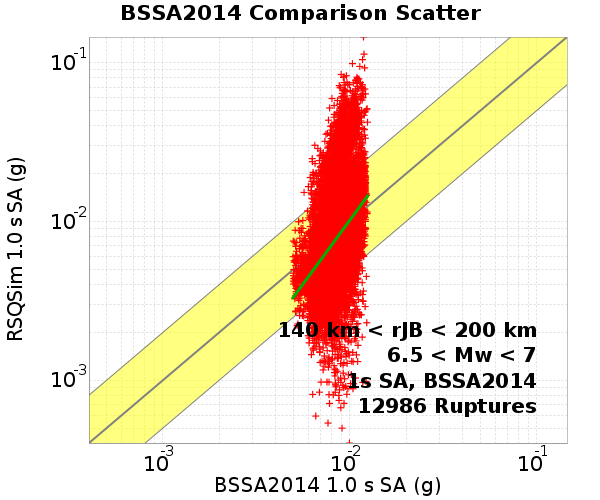 BSSA2014 Comparison Scatter
RSQSim 1.0 s SA (g)
10-1
10-2
10-3
140 km < rJB < 200 km
6.5 < Mw < 7
1s SA, BSSA2014
12986 Ruptures
10-3 10-2 10-1
BSSA2014 1.0 s SA (g)